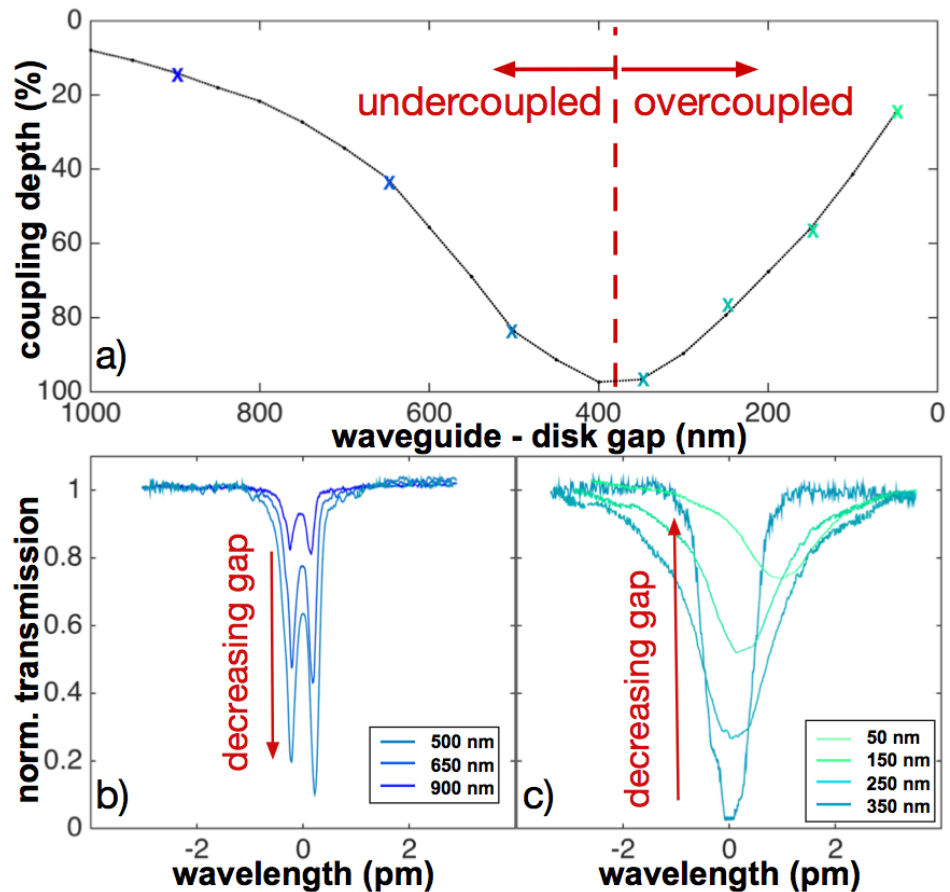 a)
coupling depth (%)
0
20
40
60
80
100
undercoupled overcoupled
1000 800 600 400 200 0
waveguide - disk gap (nm)
b)
norm. transmission
1
0.8
0.6
0.4
0.2
0
decreasing gap
500 nm
650 nm
900 nm
-2 0 2
wavelength (pm)
c)
decreasing gap
50 nm
150 nm
250 nm
350 nm
-2 0 2
wavelength (pm)